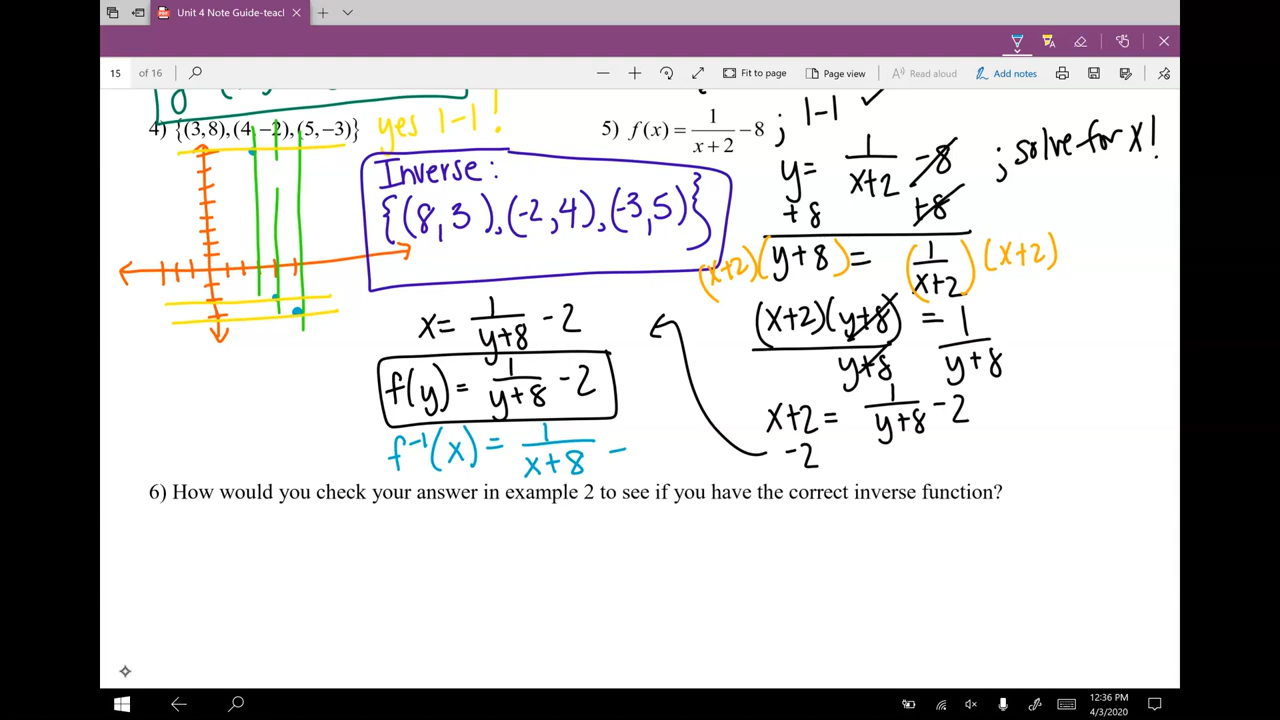 Unit 4 Note Guide-teacl
15 of 16
Fit to page
Page view
Read aloud
Add notes
4) {(3,8),(4,−2),(5,−3)} yes 1-1!
Inverse:
{(8,3),(-2,4),(-3,5)}
x= 1/(y+8) -2
f(y) = 1/(y+8) -2
f⁻¹(x) = 1/(x+8) -
5) f(x) = 1/(x+2) −8 ; 1-1 ✓
y= 1/(x+2) -8 ; solve for x!
+8 +8
(x+2)(y+8) = (1/(x+2))(x+2)
(x+2)(y+8)/(y+8) = 1/(y+8)
x+2 = 1/(y+8) -2
-2
6) How would you check your answer in example 2 to see if you have the correct inverse function?
12:36 PM
4/3/2020